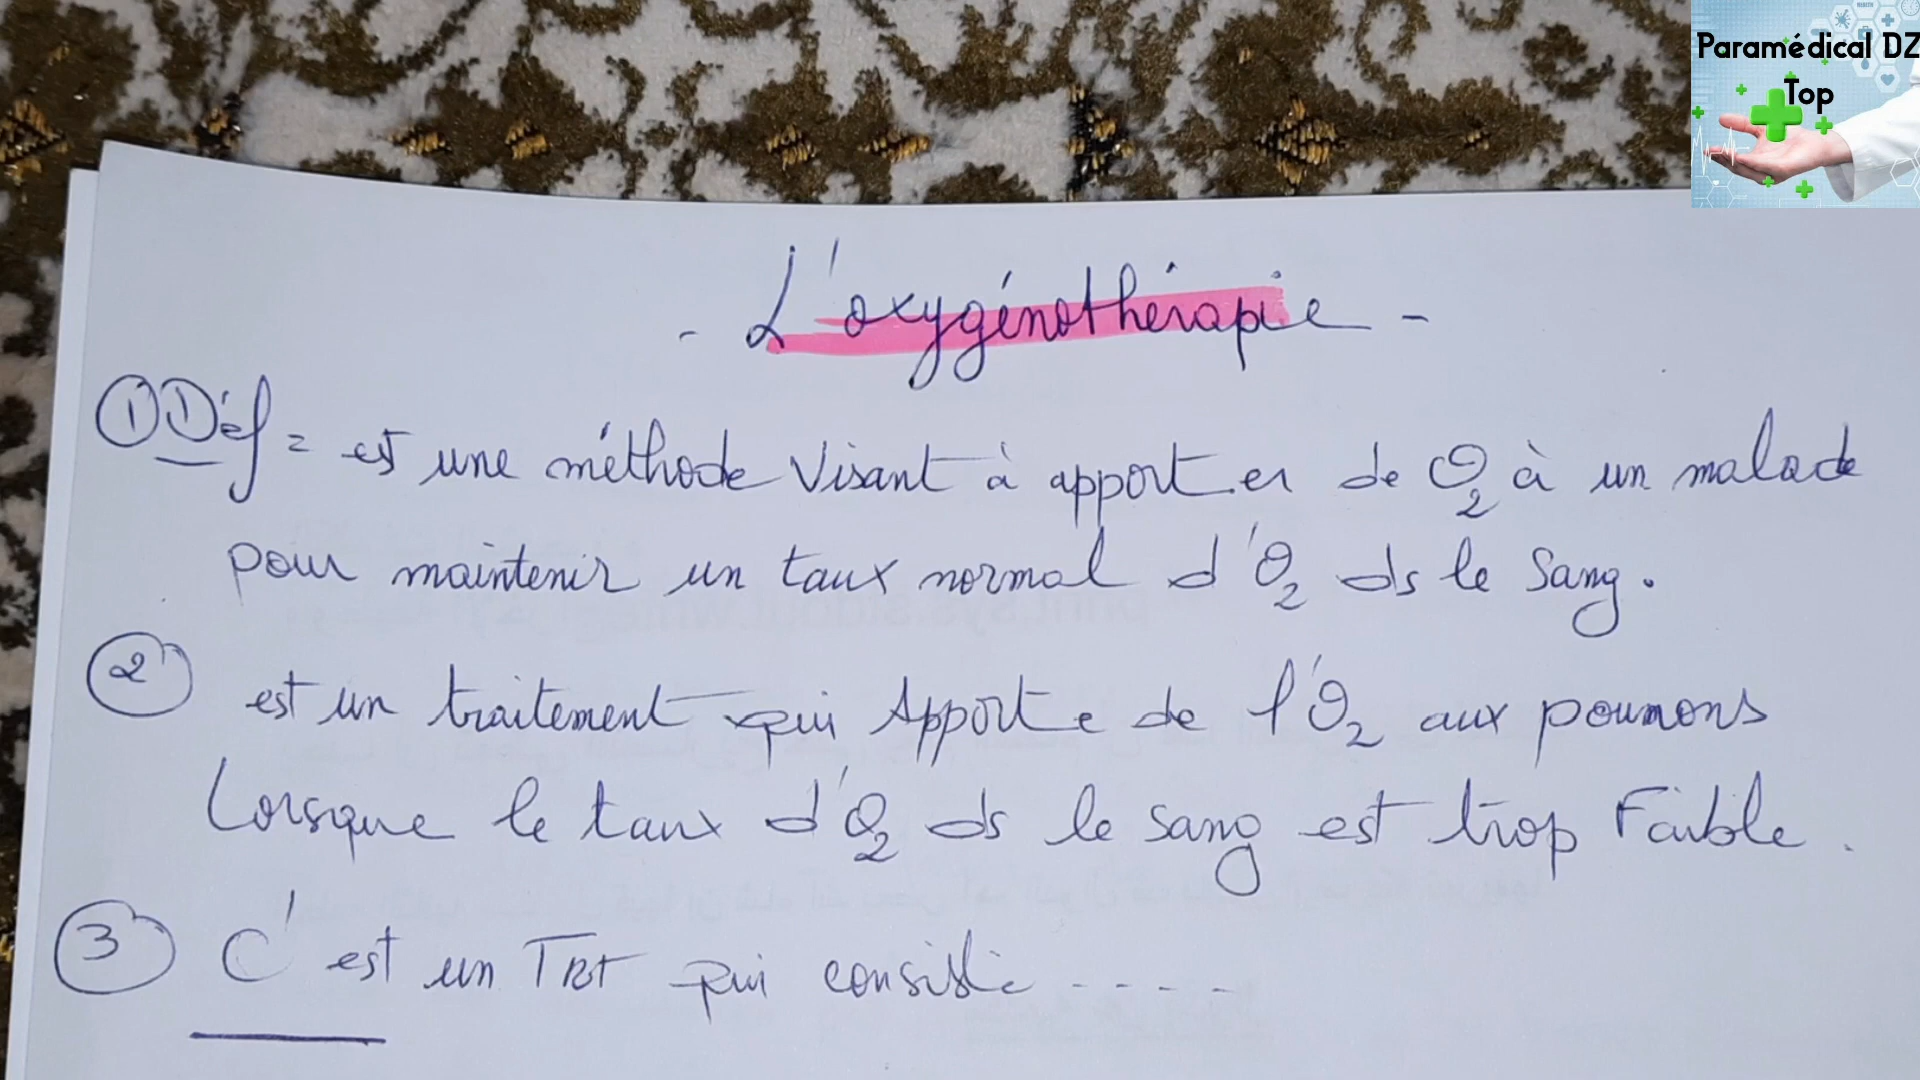 Paramédical DZ
Top
- L'oxygénothérapie -
① Déf = est une méthode visant à apporter de O₂ à un malade
pour maintenir un taux normal d'O₂ ds le sang.
② est un traitement qui Apporte de l'O₂ aux poumons
Lorsque le taux d'O₂ ds le sang est trop Faible.
③ C'est un TRT qui consiste - - - -